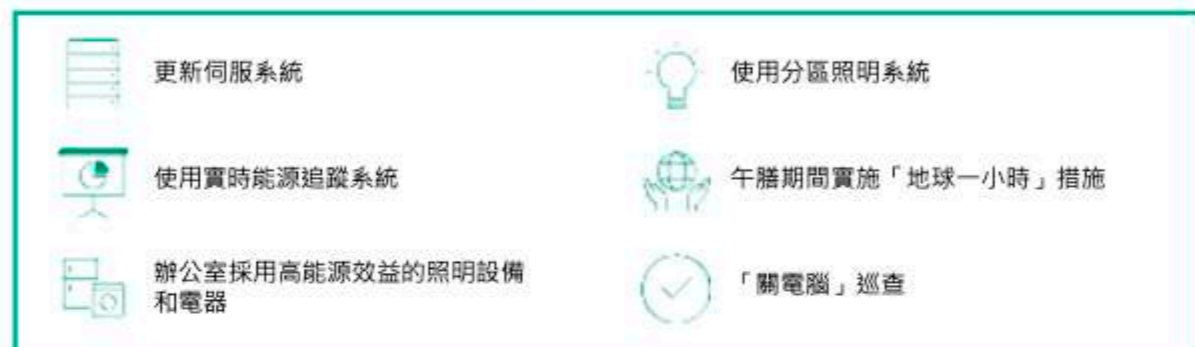 更新伺服系統
使用分區照明系統
使用實時能源追蹤系統
午膳期間實施「地球一小時」措施
辦公室採用高能源效益的照明設備
和電器
「關電腦」巡查